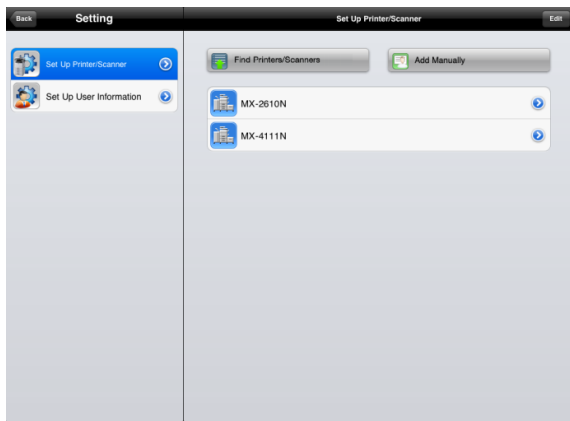 Back
Setting
Set Up Printer/Scanner
Edit
Set Up Printer/Scanner
Set Up User Information
Find Printers/Scanners
Add Manually
MX-2610N
MX-4111N